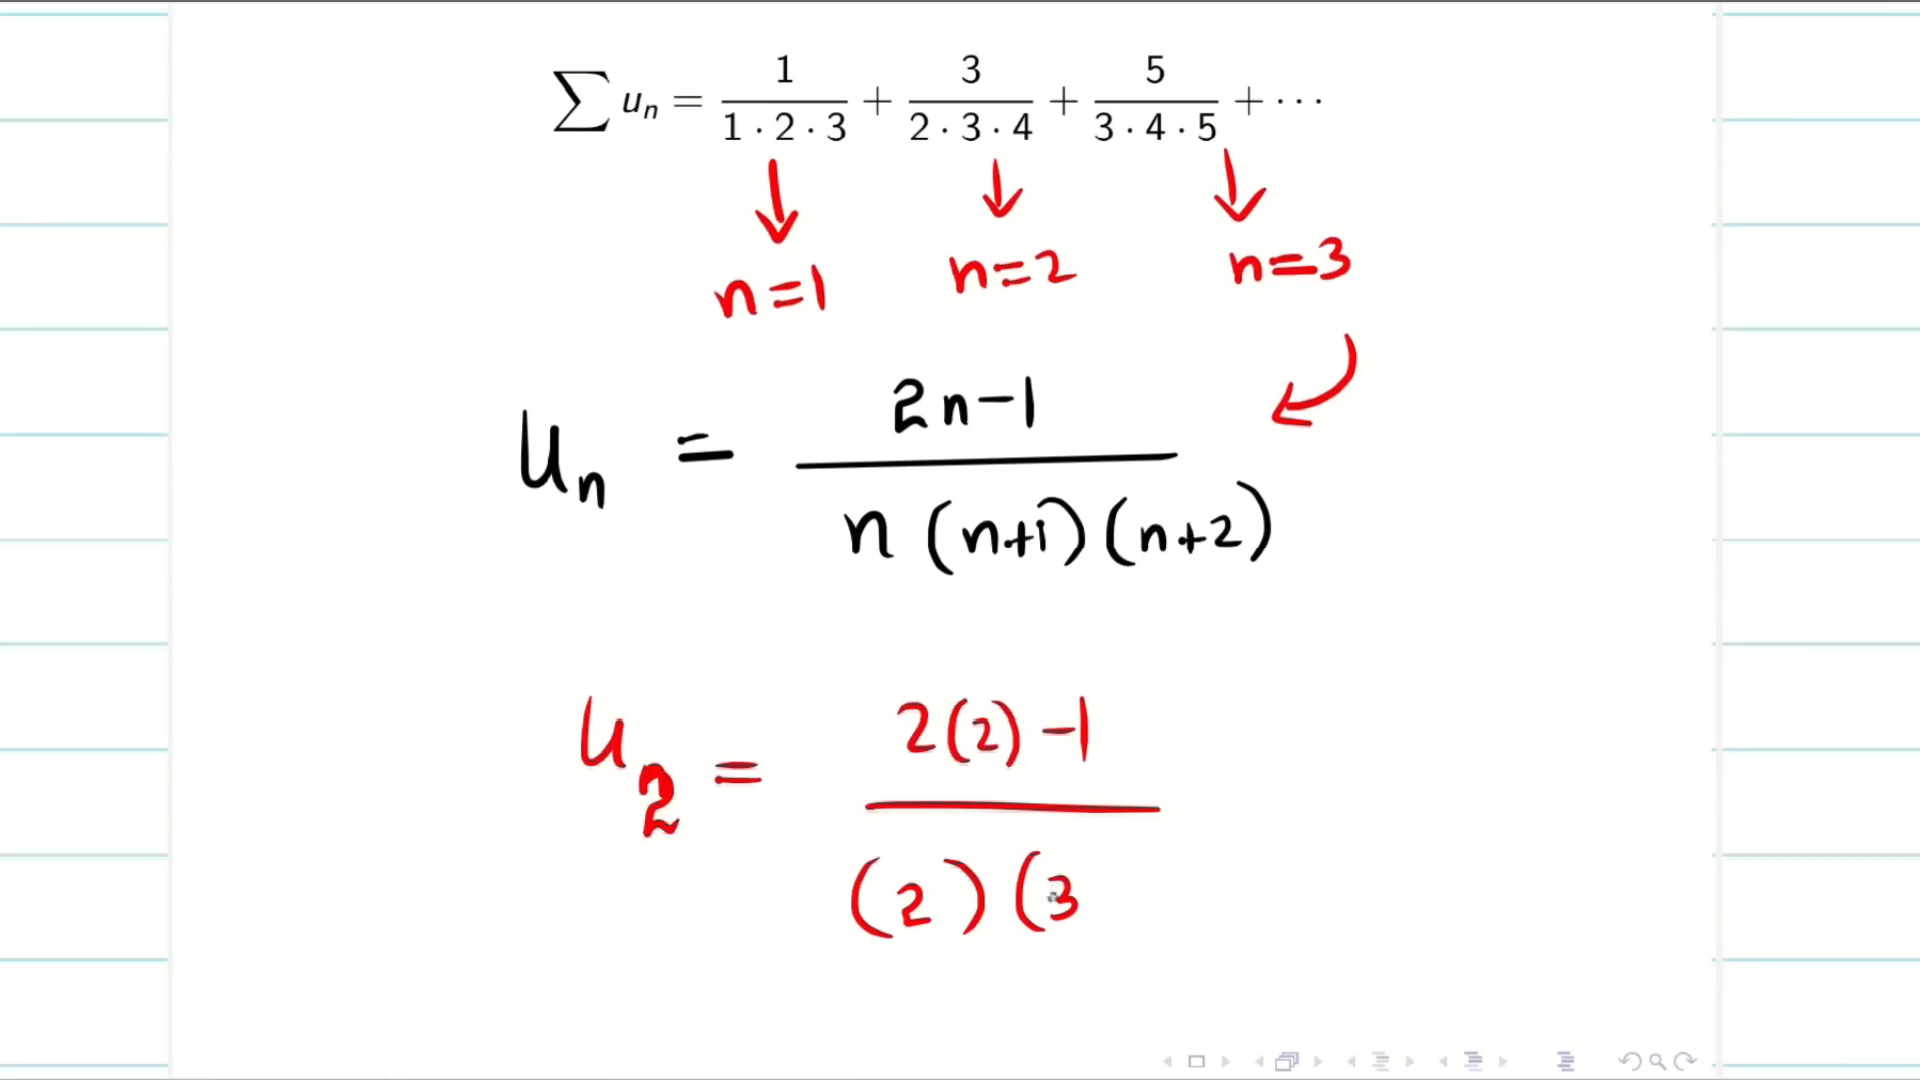 ∑ uₙ = 1/(1·2·3) + 3/(2·3·4) + 5/(3·4·5) + ···
n=1 n=2 n=3
uₙ = (2n-1)/(n(n+1)(n+2))
u₂ = (2(2)-1)/((2)(3